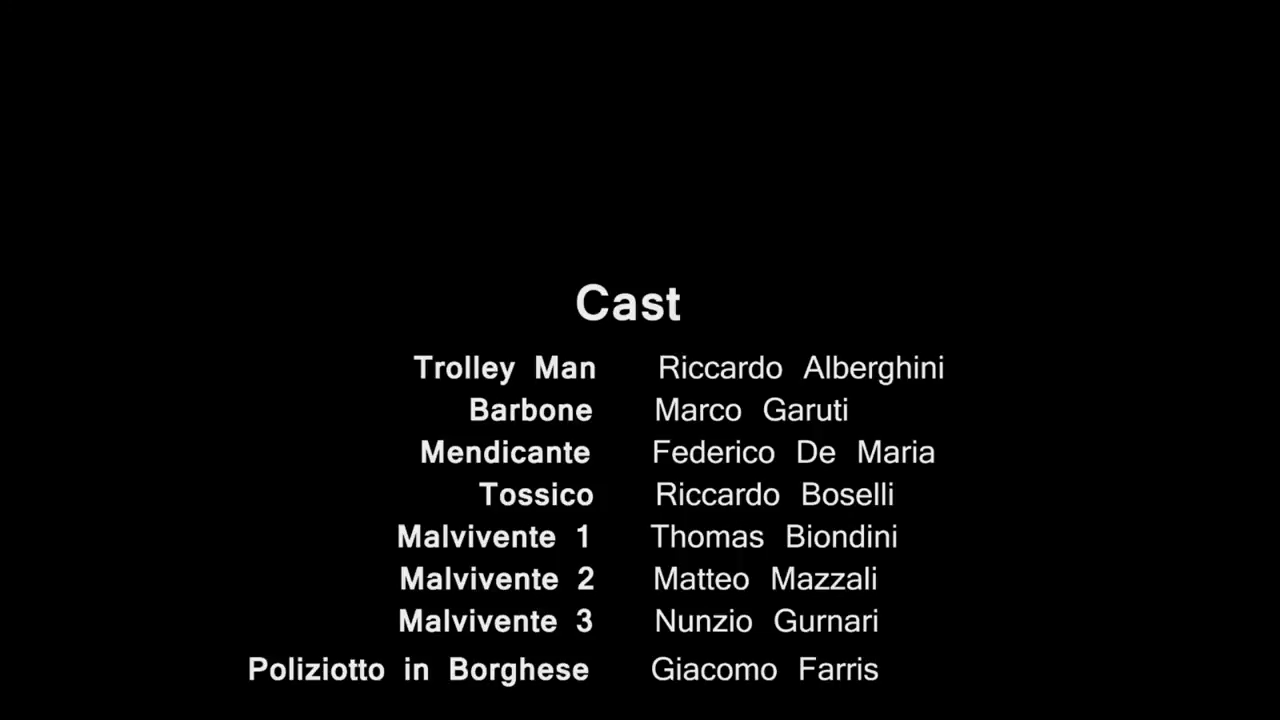 Cast
Trolley Man Riccardo Alberghini
Barbone Marco Garuti
Mendicante Federico De Maria
Tossico Riccardo Boselli
Malvivente 1 Thomas Biondini
Malvivente 2 Matteo Mazzali
Malvivente 3 Nunzio Gurnari
Poliziotto in Borghese Giacomo Farris